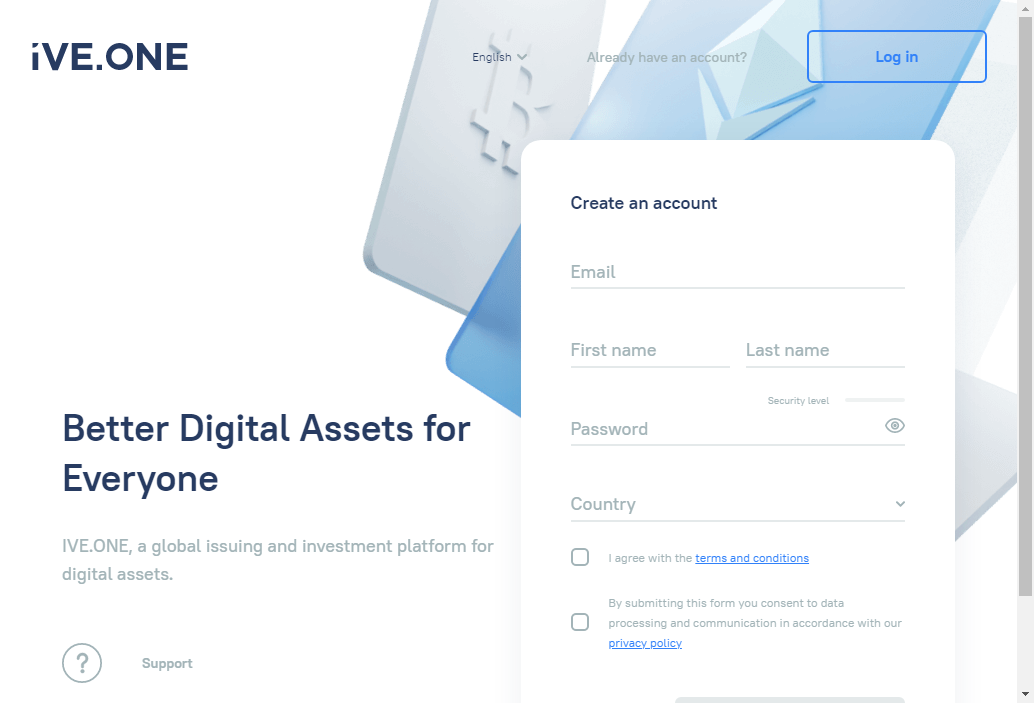 iVE.ONE
English
Already have an account?
Log in
Create an account
Email
First name
Last name
Security level
Password
Country
I agree with the terms and conditions
By submitting this form you consent to data
processing and communication in accordance with our
privacy policy
Better Digital Assets for
Everyone
IVE.ONE, a global issuing and investment platform for
digital assets.
?
Support